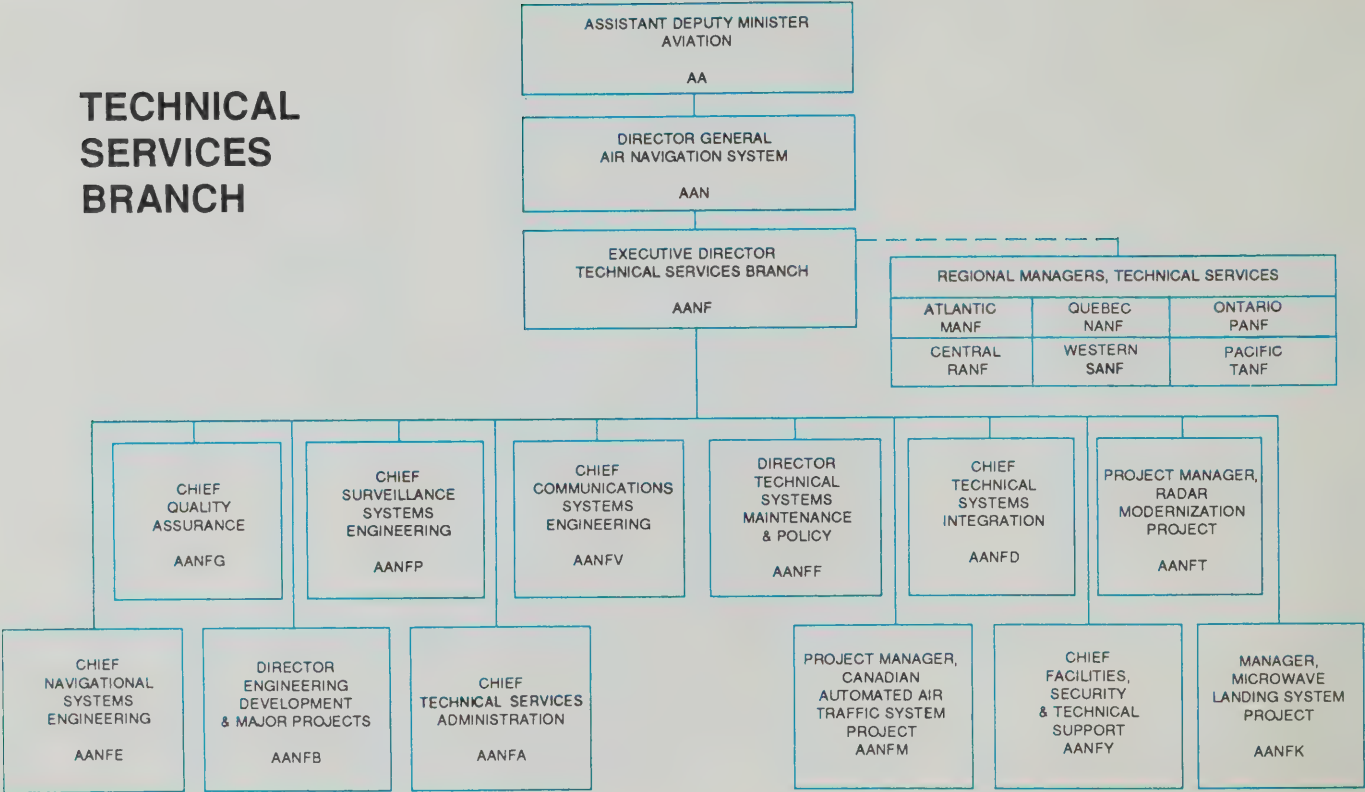 TECHNICAL
SERVICES
BRANCH
ASSISTANT DEPUTY MINISTER
AVIATION
AA
DIRECTOR GENERAL
AIR NAVIGATION SYSTEM
AAN
EXECUTIVE DIRECTOR
TECHNICAL SERVICES BRANCH
AANF
REGIONAL MANAGERS, TECHNICAL SERVICES
ATLANTIC
MANF
QUEBEC
NANF
ONTARIO
PANF
CENTRAL
RANF
WESTERN
SANF
PACIFIC
TANF
CHIEF
QUALITY
ASSURANCE
AANFG
CHIEF
SURVEILLANCE
SYSTEMS
ENGINEERING
AANFP
CHIEF
COMMUNICATIONS
SYSTEMS
ENGINEERING
AANFV
DIRECTOR
TECHNICAL
SYSTEMS
MAINTENANCE
& POLICY
AANFF
CHIEF
TECHNICAL
SYSTEMS
INTEGRATION
AANFD
PROJECT MANAGER,
RADAR
MODERNIZATION
PROJECT
AANFT
CHIEF
NAVIGATIONAL
SYSTEMS
ENGINEERING
AANFE
DIRECTOR
ENGINEERING
DEVELOPMENT
& MAJOR PROJECTS
AANFB
CHIEF
TECHNICAL SERVICES
ADMINISTRATION
AANFA
PROJECT MANAGER,
CANADIAN
AUTOMATED AIR
TRAFFIC SYSTEM
PROJECT
AANFM
CHIEF
FACILITIES,
SECURITY
& TECHNICAL
SUPPORT
AANFY
MANAGER,
MICROWAVE
LANDING SYSTEM
PROJECT
AANFK